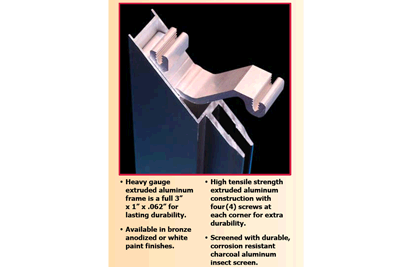 • Heavy gauge
extruded aluminum
frame is a full 3”
x 1” x .062” for
lasting durability.
• Available in bronze
anodized or white
paint finishes.
• High tensile strength
extruded aluminum
construction with
four (4) screws at
each corner for extra
durability.
• Screened with durable,
corrosion resistant
charcoal aluminum
insect screen.